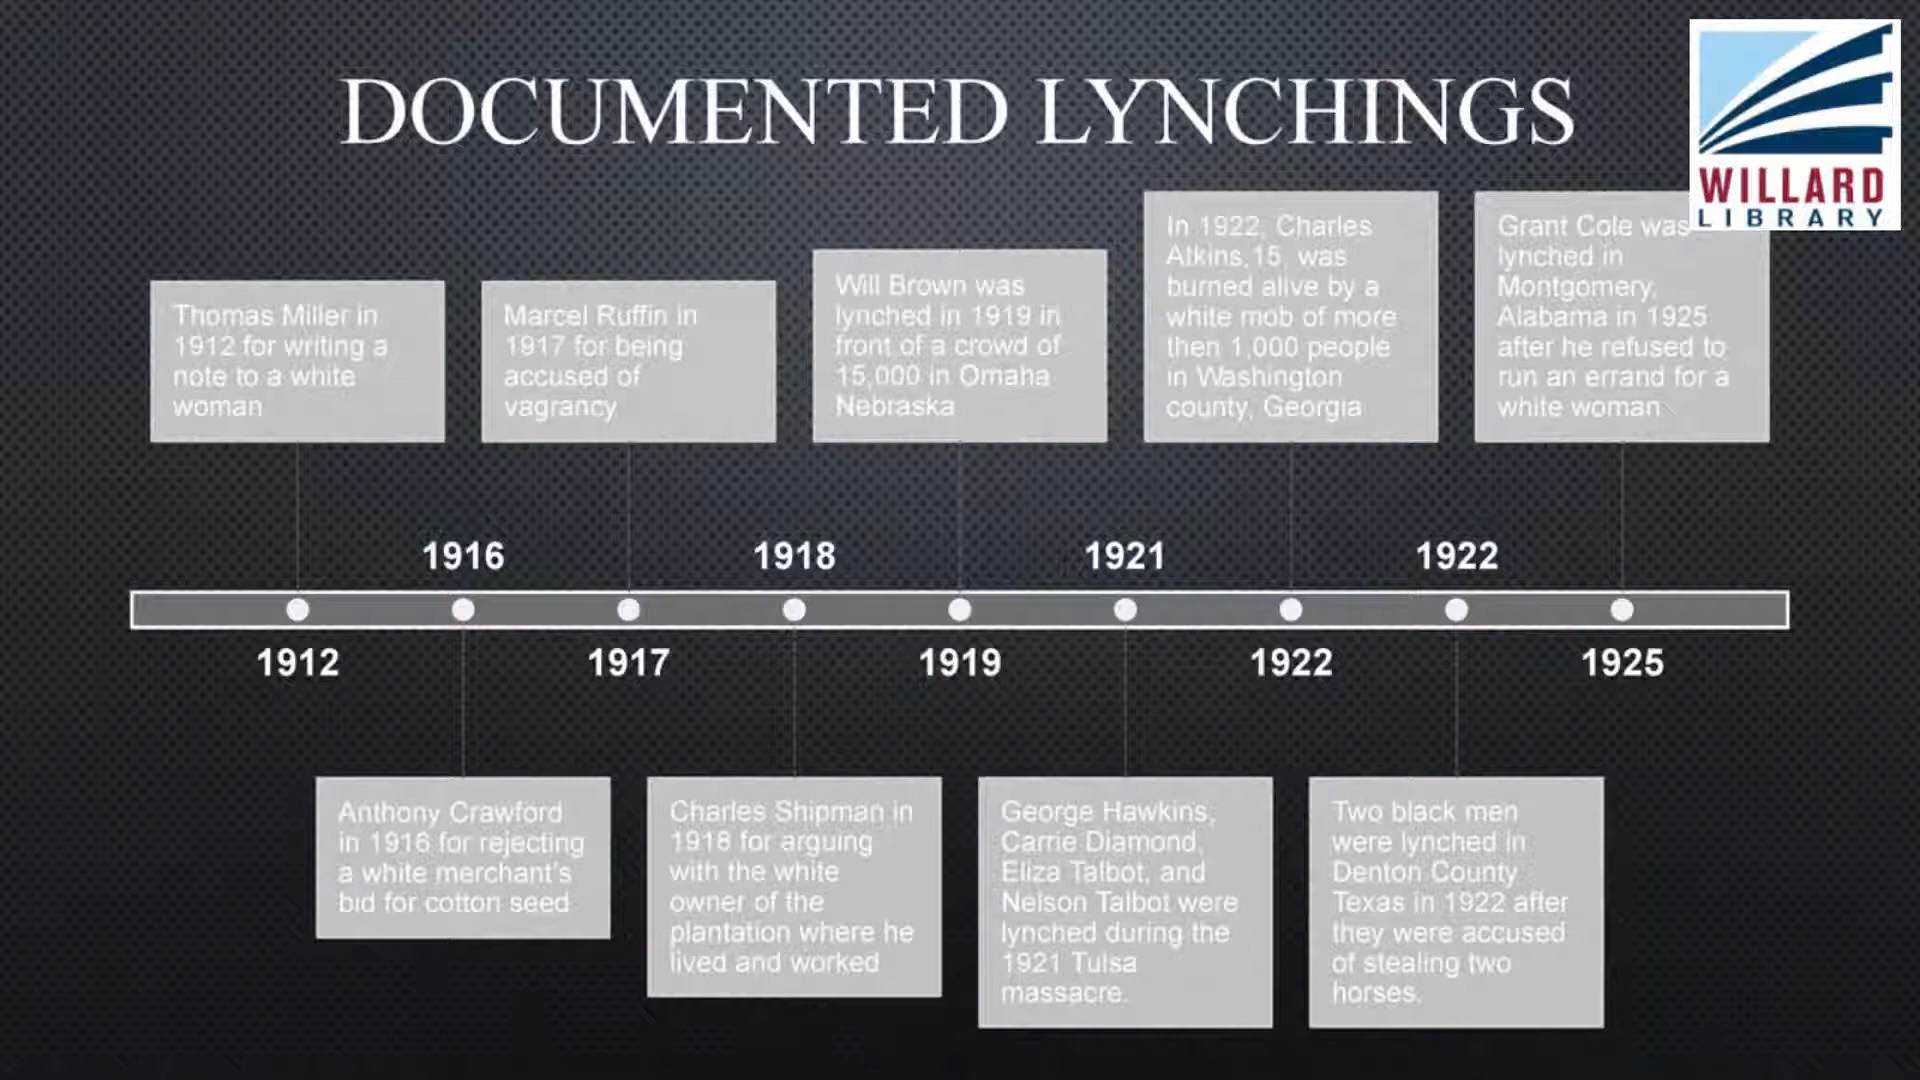 DOCUMENTED LYNCHINGS
WILLARD
LIBRARY
Thomas Miller in
1912 for writing a
note to a white
woman
Marcel Ruffin in
1917 for being
accused of
vagrancy
Will Brown was
lynched in 1919 in
front of a crowd of
15,000 in Omaha
Nebraska
In 1922, Charles
Atkins,15, was
burned alive by a
white mob of more
then 1,000 people
in Washington
county, Georgia
Grant Cole was
lynched in
Montgomery,
Alabama in 1925
after he refused to
run an errand for a
white woman
1916
1918
1921
1922
1912
1917
1919
1922
1925
Anthony Crawford
in 1916 for rejecting
a white merchant's
bid for cotton seed
Charles Shipman in
1918 for arguing
with the white
owner of the
plantation where he
lived and worked
George Hawkins,
Carrie Diamond,
Eliza Talbot, and
Nelson Talbot were
lynched during the
1921 Tulsa
massacre.
Two black men
were lynched in
Denton County
Texas in 1922 after
they were accused
of stealing two
horses.